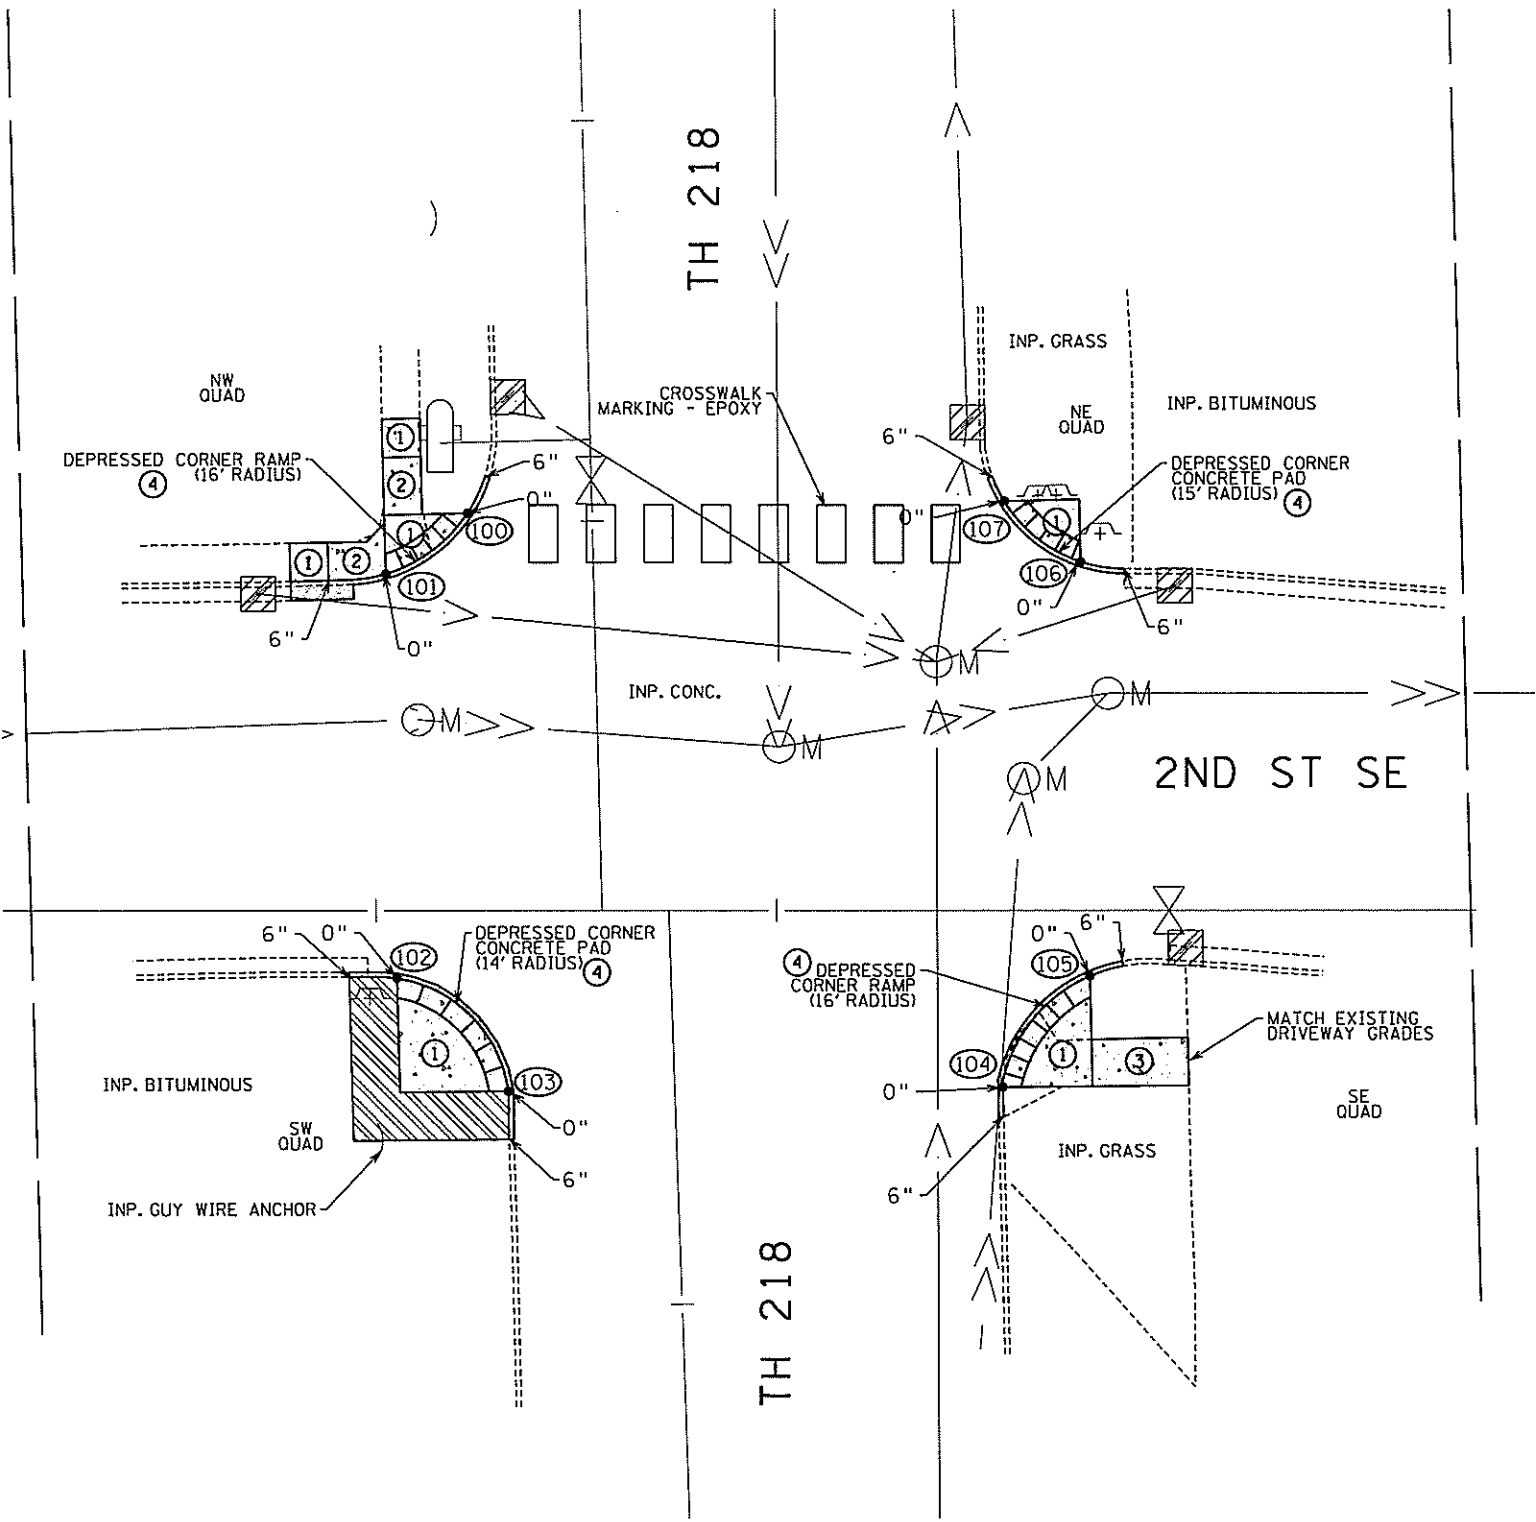 TH 218
INP. GRASS
NW
QUAD
CROSSWALK
MARKING - EPOXY
NE
QUAD
INP. BITUMINOUS
DEPRESSED CORNER RAMP
(16' RADIUS)
4
1
2
6"
0"
1
100
6"
0"
107
1
DEPRESSED CORNER
CONCRETE PAD
(15' RADIUS)
4
1
2
101
106
0"
6"
6"
0"
M
INP. CONC.
M
M
M
M
2ND ST SE
6"
0"
102
DEPRESSED CORNER
CONCRETE PAD
(14' RADIUS)
4
4
DEPRESSED
CORNER RAMP
(16' RADIUS)
105
0"
6"
MATCH EXISTING
DRIVEWAY GRADES
1
103
104
1
3
0"
INP. BITUMINOUS
SW
QUAD
0"
6"
INP. GUY WIRE ANCHOR
SE
QUAD
INP. GRASS
6"
TH 218